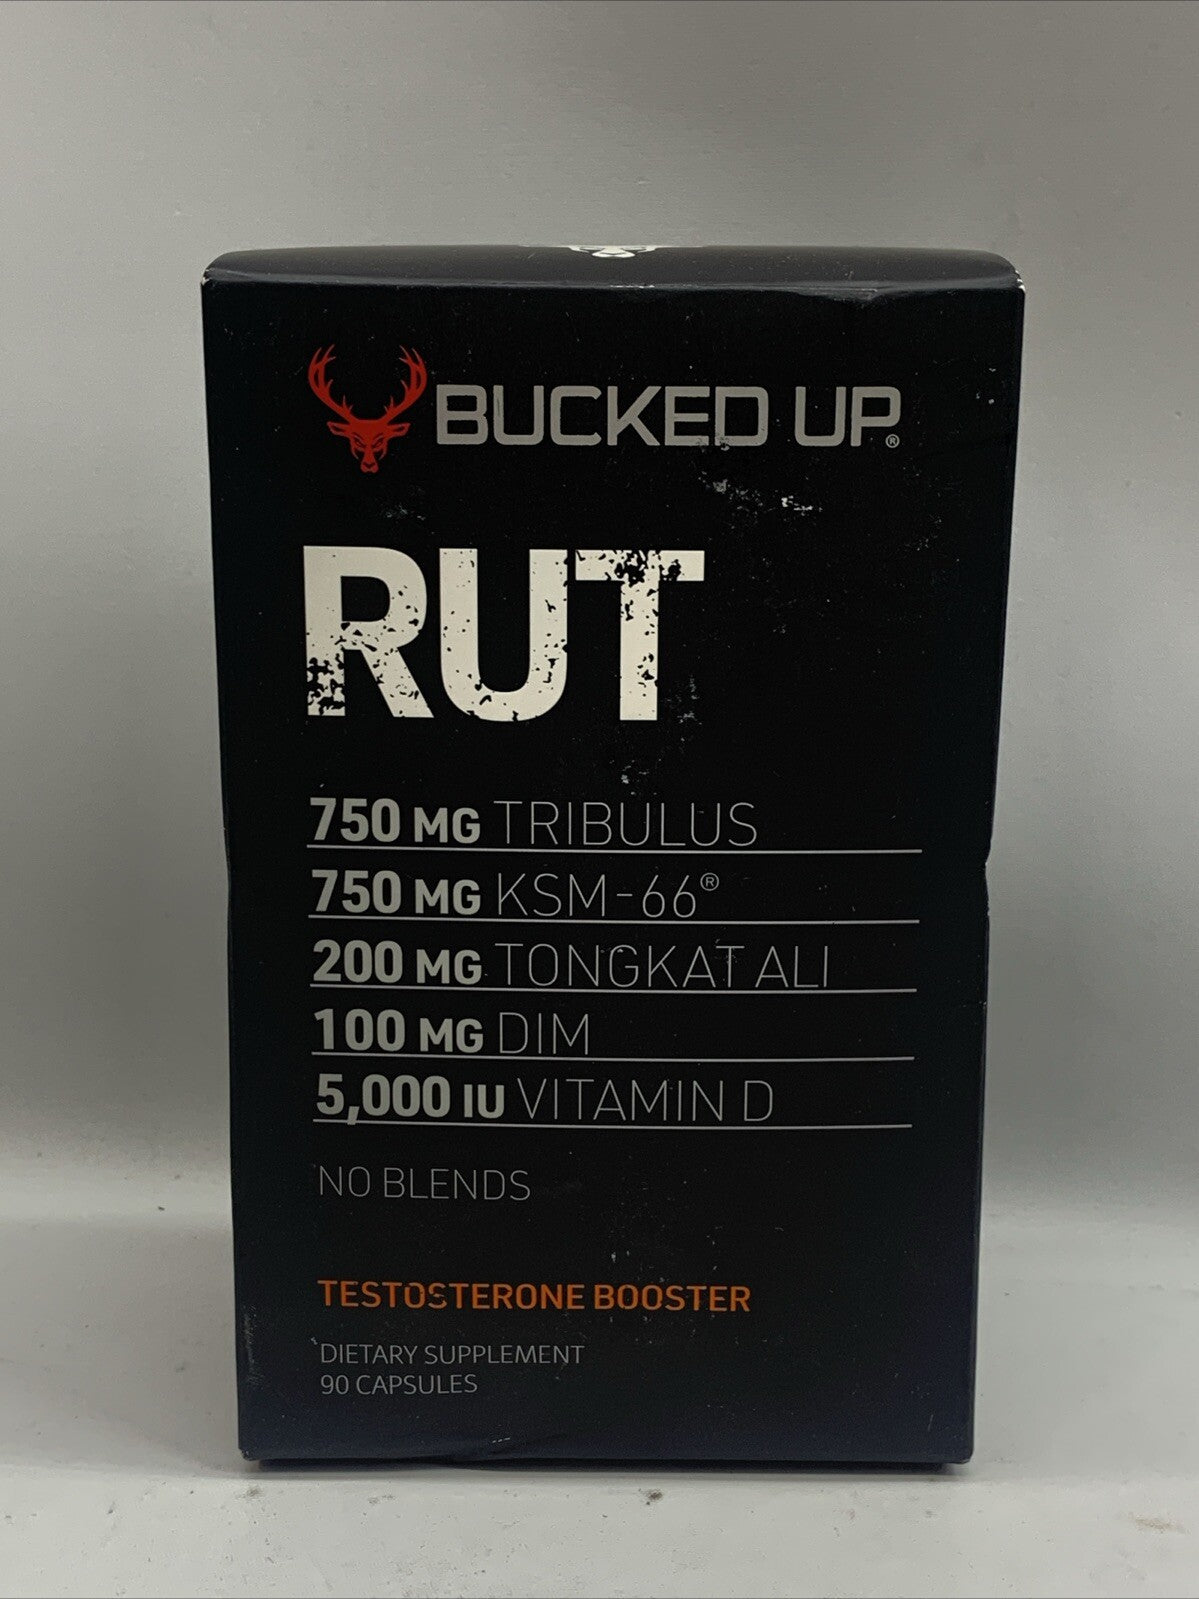 BUCKED UP®
RUT
750 MG TRIBULUS
750 MG KSM-66®
200 MG TONGKAT ALI
100 MG DIM
5,000 IU VITAMIN D
NO BLENDS
TESTOSTERONE BOOSTER
DIETARY SUPPLEMENT
90 CAPSULES